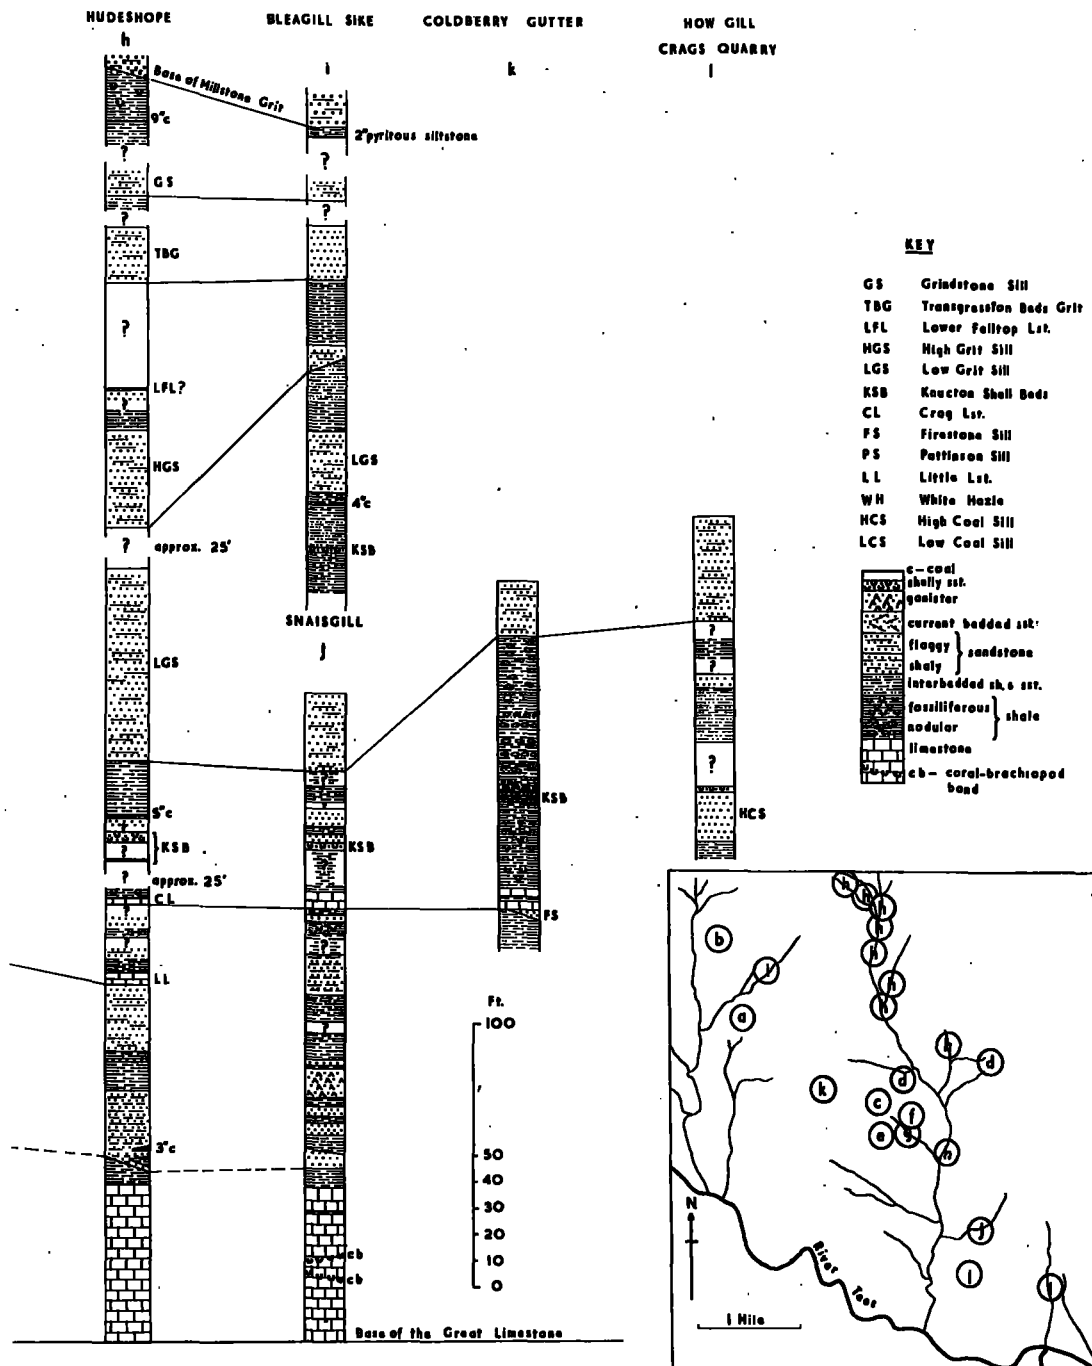 HUDESHOPE
h
BLEAGILL SIKE
i
COLDBERRY GUTTER
k
HOW GILL
CRAGS QUARRY
l
Base of Millstone Grit
9"c
?
GS
?
TBG
?
LFL?
?
HGS
?
approx. 25'
LGS
5"c
?
KSB
?
?
approx. 25'
CL
?
?
LL
3"c
2"pyritous siltstone
?
?
LGS
4"c
KSB
SNAISGILL
j
?
?
KSB
?
?
cb
cb
Base of the Great Limestone
KSB
FS
?
?
?
HCS
Ft.
100
50
40
30
20
10
0
KEY
GS Grindstone Sill
TBG Transgression Beds Grit
LFL Lower Felltop Lst.
HGS High Grit Sill
LGS Low Grit Sill
KSB Knucton Shell Beds
CL Crag Lst.
FS Firestone Sill
PS Pattinson Sill
LL Little Lst.
WH White Hazle
HCS High Coal Sill
LCS Low Coal Sill
c-coal
shelly sst.
ganister
current bedded sst.
flaggy
shaly
sandstone
interbedded sh. & sst.
fossiliferous
nodular
shale
limestone
cb- coral-brachiopod
band
h
h
h
h
h
h
h
b
l
a
h
d
d
k
c
f
e
g
h
j
N
River
Tees
1 Mile